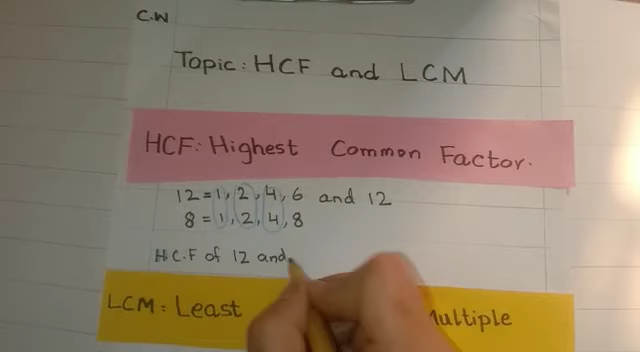 C.W
Topic: HCF and LCM
HCF: Highest Common Factor.
12 = 1, 2, 4, 6 and 12
8 = 1, 2, 4, 8
H.C.F of 12 and
LCM: Least Multiple